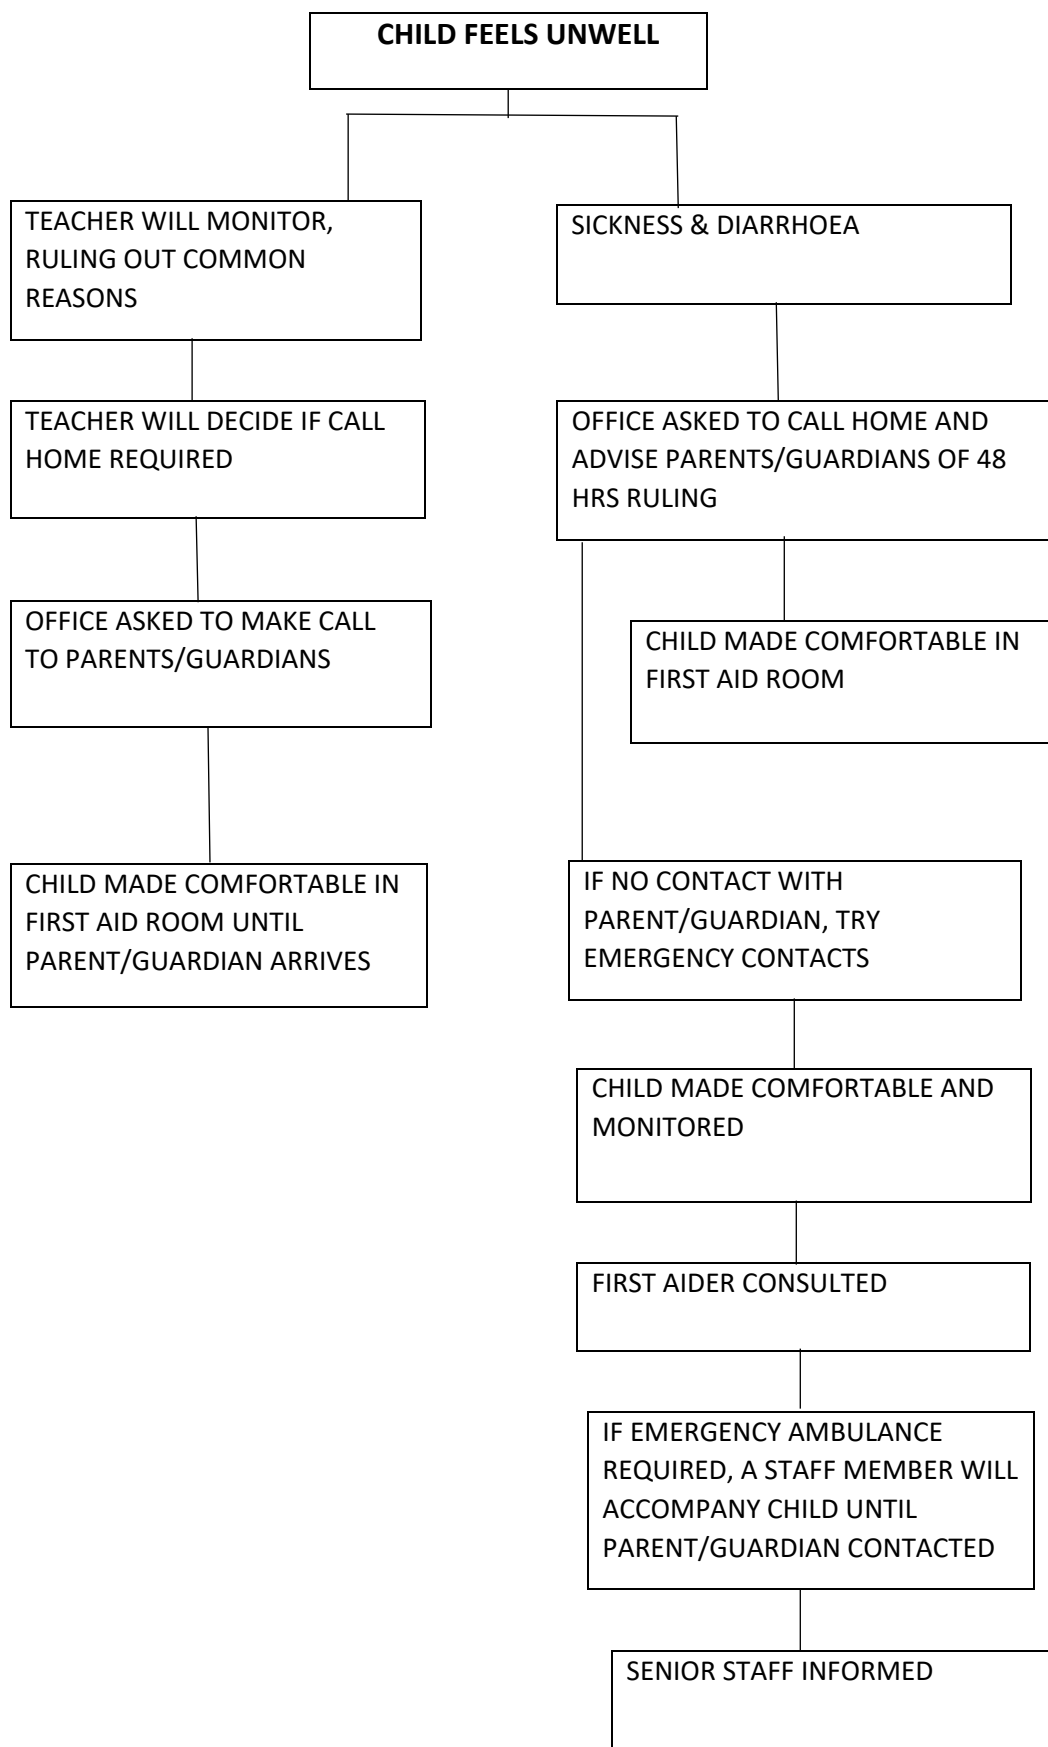 CHILD FEELS UNWELL
TEACHER WILL MONITOR,
RULING OUT COMMON
REASONS
TEACHER WILL DECIDE IF CALL
HOME REQUIRED
OFFICE ASKED TO MAKE CALL
TO PARENTS/GUARDIANS
CHILD MADE COMFORTABLE IN
FIRST AID ROOM UNTIL
PARENT/GUARDIAN ARRIVES
SICKNESS & DIARRHOEA
OFFICE ASKED TO CALL HOME AND
ADVISE PARENTS/GUARDIANS OF 48
HRS RULING
CHILD MADE COMFORTABLE IN
FIRST AID ROOM
IF NO CONTACT WITH
PARENT/GUARDIAN, TRY
EMERGENCY CONTACTS
CHILD MADE COMFORTABLE AND
MONITORED
FIRST AIDER CONSULTED
IF EMERGENCY AMBULANCE
REQUIRED, A STAFF MEMBER WILL
ACCOMPANY CHILD UNTIL
PARENT/GUARDIAN CONTACTED
SENIOR STAFF INFORMED